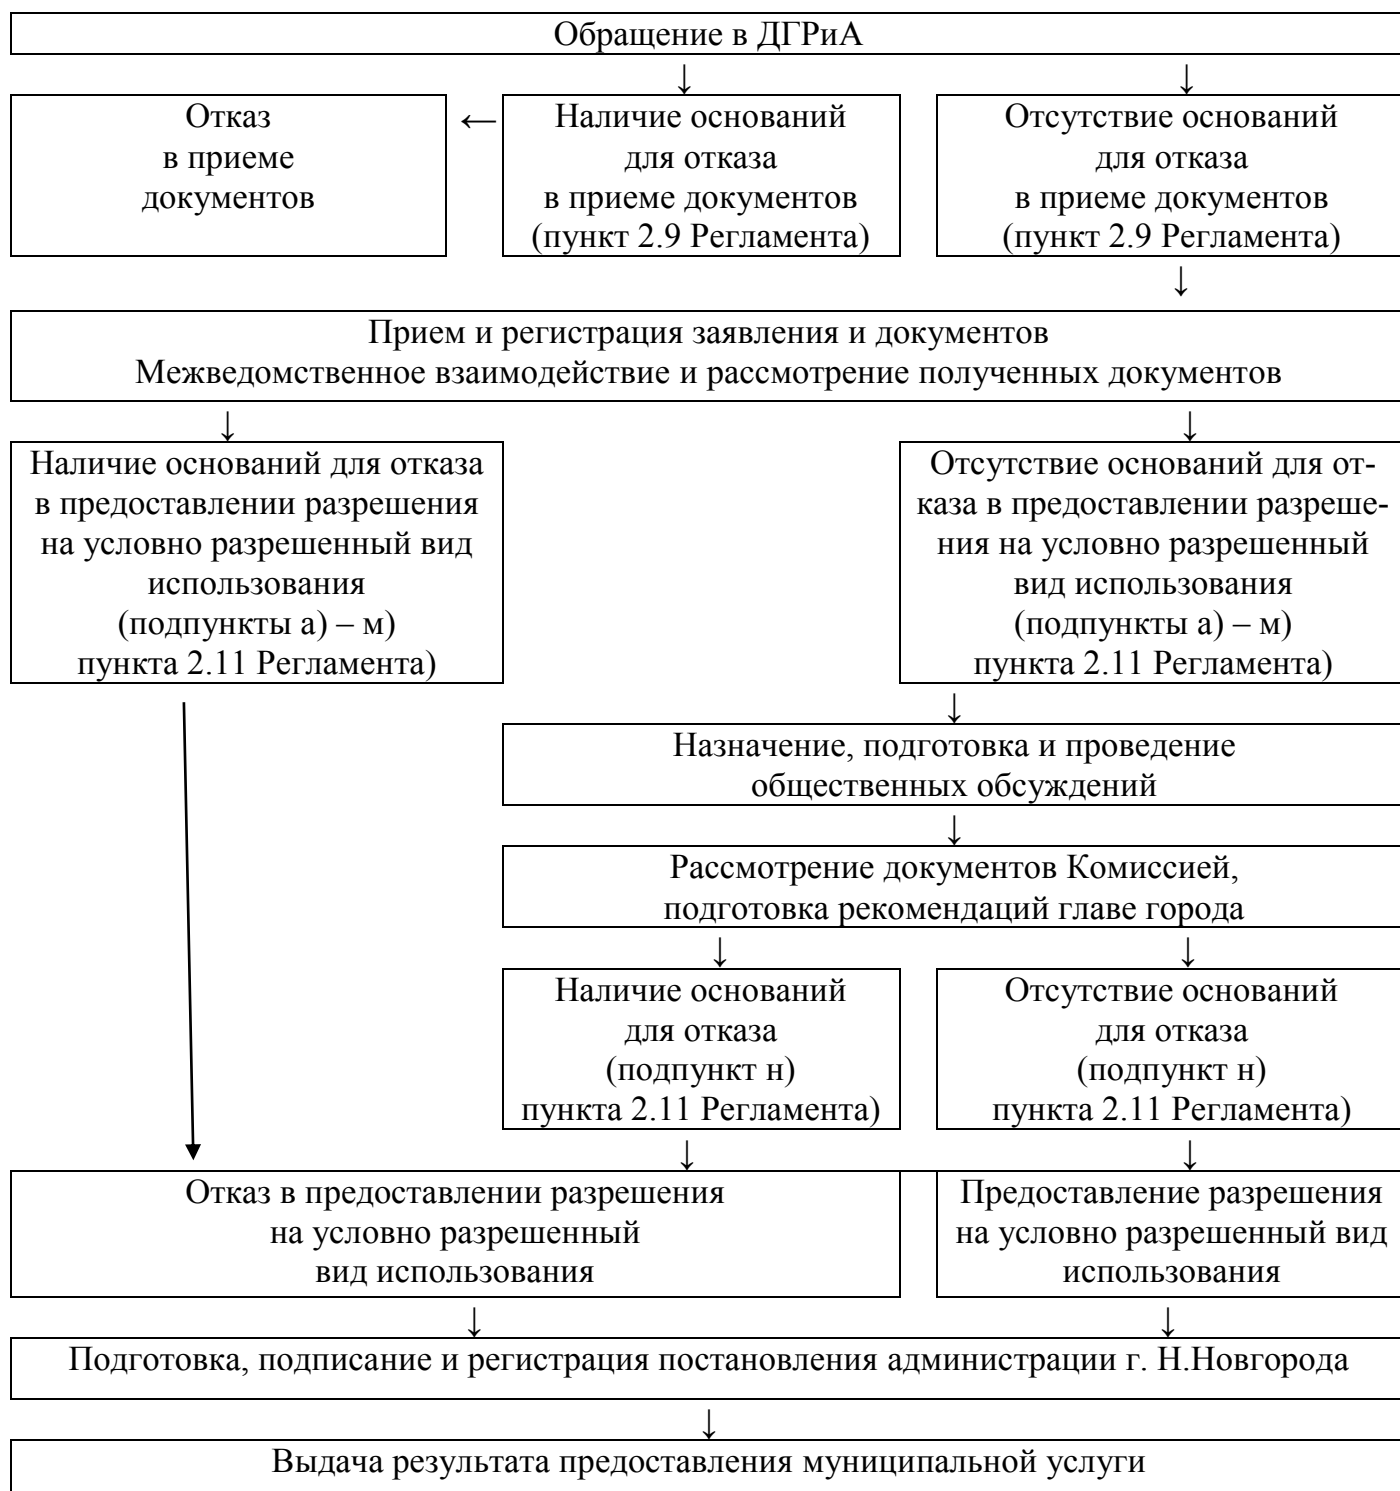 Обращение в ДГРиА
↓ ↓
Отказ
в приеме
документов
←
Наличие оснований
для отказа
в приеме документов
(пункт 2.9 Регламента)
Отсутствие оснований
для отказа
в приеме документов
(пункт 2.9 Регламента)
↓
Прием и регистрация заявления и документов
Межведомственное взаимодействие и рассмотрение полученных документов
↓ ↓
Наличие оснований для отказа
в предоставлении разрешения
на условно разрешенный вид
использования
(подпункты а) – м)
пункта 2.11 Регламента)
Отсутствие оснований для от-
каза в предоставлении разреше-
ния на условно разрешенный
вид использования
(подпункты а) – м)
пункта 2.11 Регламента)
↓
Назначение, подготовка и проведение
общественных обсуждений
↓
Рассмотрение документов Комиссией,
подготовка рекомендаций главе города
↓ ↓
Наличие оснований
для отказа
(подпункт н)
пункта 2.11 Регламента)
Отсутствие оснований
для отказа
(подпункт н)
пункта 2.11 Регламента)
↓ ↓
Отказ в предоставлении разрешения
на условно разрешенный
вид использования
Предоставление разрешения
на условно разрешенный вид
использования
↓ ↓
Подготовка, подписание и регистрация постановления администрации г. Н.Новгорода
↓
Выдача результата предоставления муниципальной услуги